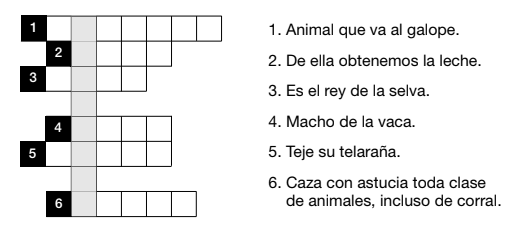 1
2
3
4
5
6
1. Animal que va al galope.
2. De ella obtenemos la leche.
3. Es el rey de la selva.
4. Macho de la vaca.
5. Teje su telaraña.
6. Caza con astucia toda clase
de animales, incluso de corral.